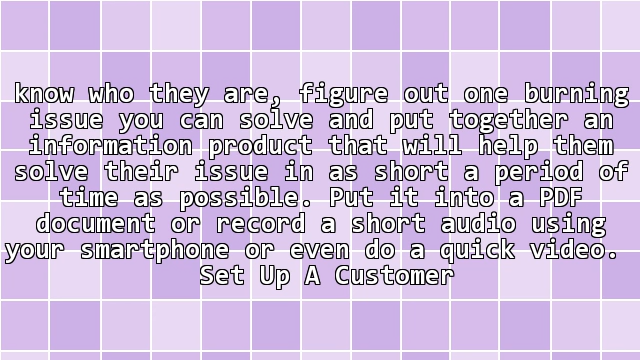 know who they are, figure out one burning
issue you can solve and put together an
information product that will help them
solve their issue in as short a period of
time as possible. Put it into a PDF
document or record a short audio using
your smartphone or even do a quick video.
Set Up A Customer